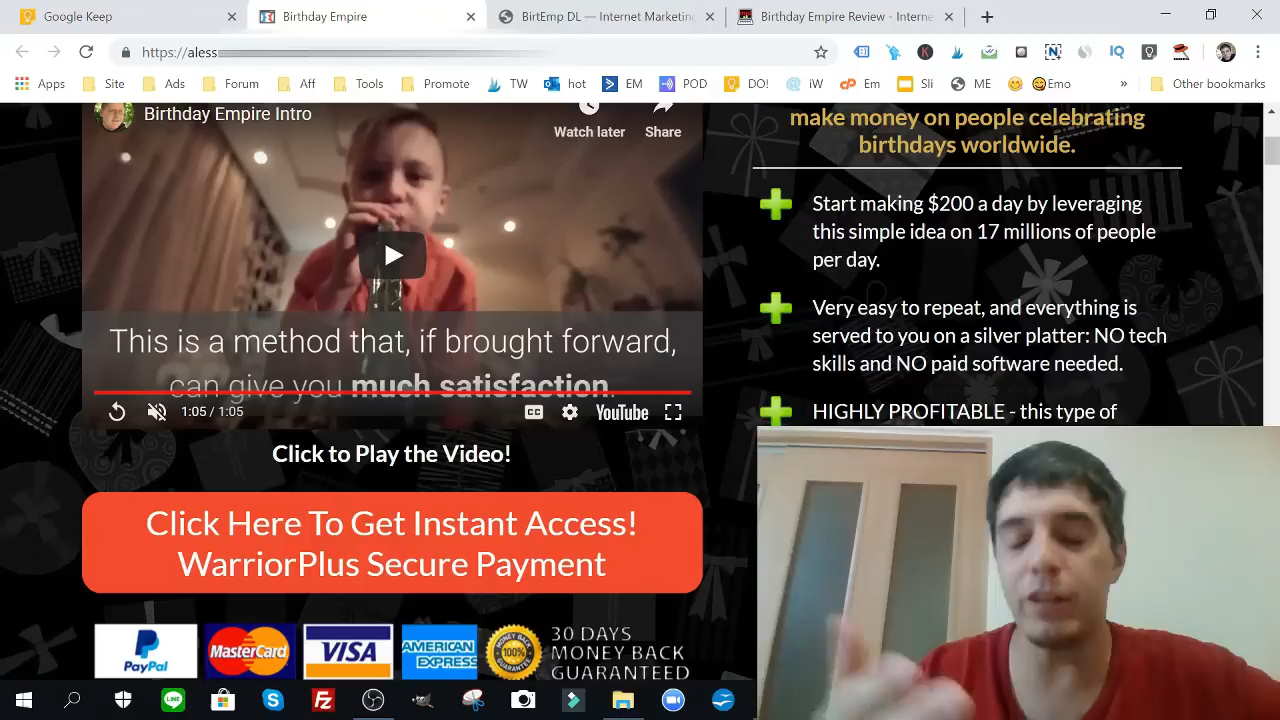 Google Keep
Birthday Empire
BirtEmp DL — Internet Marketing
Birthday Empire Review - Interne
https://aless
Apps
Site
Ads
Forum
Aff
Tools
Promote
TW
hot
EM
POD
DO!
iW
Em
Sli
ME
Emo
»
Other bookmarks
Birthday Empire Intro
Watch later
Share
This is a method that, if brought forward,
can give you much satisfaction.
1:05 / 1:05
CC
YouTube
Click to Play the Video!
Click Here To Get Instant Access!
WarriorPlus Secure Payment
PayPal
MasterCard
VISA
AMERICAN
EXPRESS
MONEY BACK
100%
GUARANTEE
30 DAYS
MONEY BACK
GUARANTEED
make money on people celebrating
birthdays worldwide.
Start making $200 a day by leveraging
this simple idea on 17 millions of people
per day.
Very easy to repeat, and everything is
served to you on a silver platter: NO tech
skills and NO paid software needed.
HIGHLY PROFITABLE - this type of